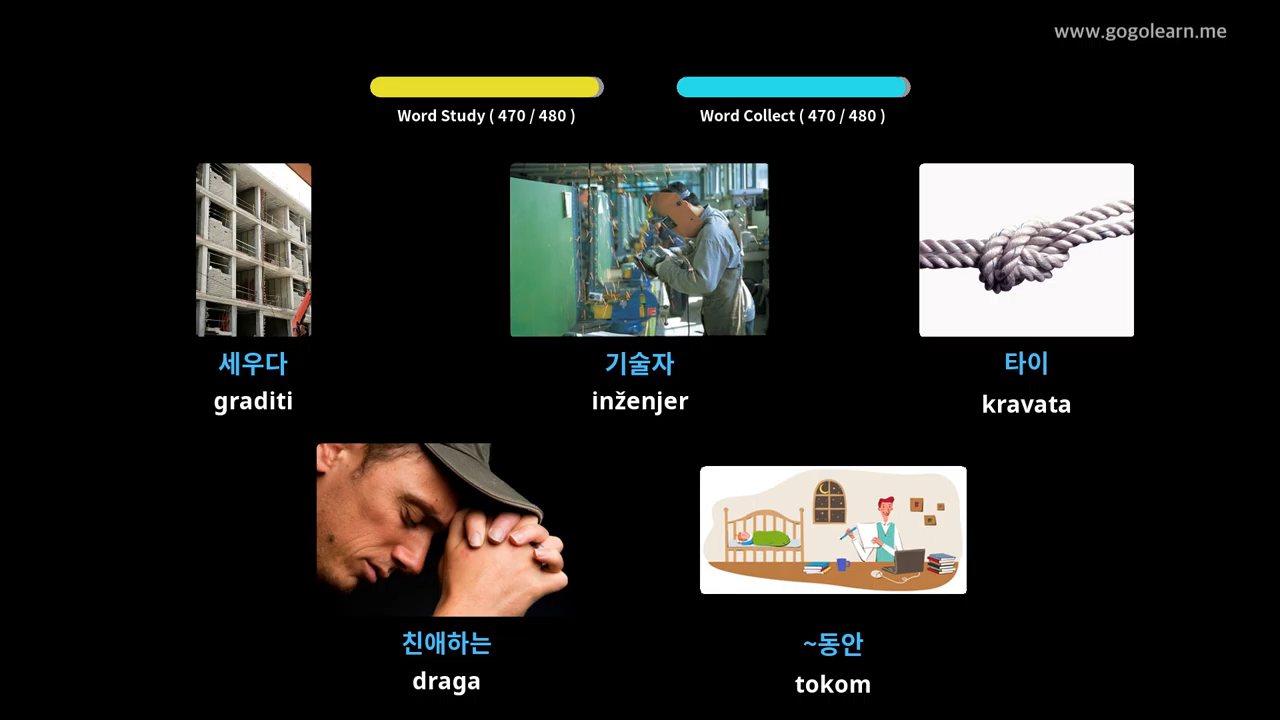 www.gogolearn.me
Word Study ( 470 / 480 )
Word Collect ( 470 / 480 )
세우다
graditi
기술자
inženjer
타이
kravata
친애하는
draga
~동안
tokom